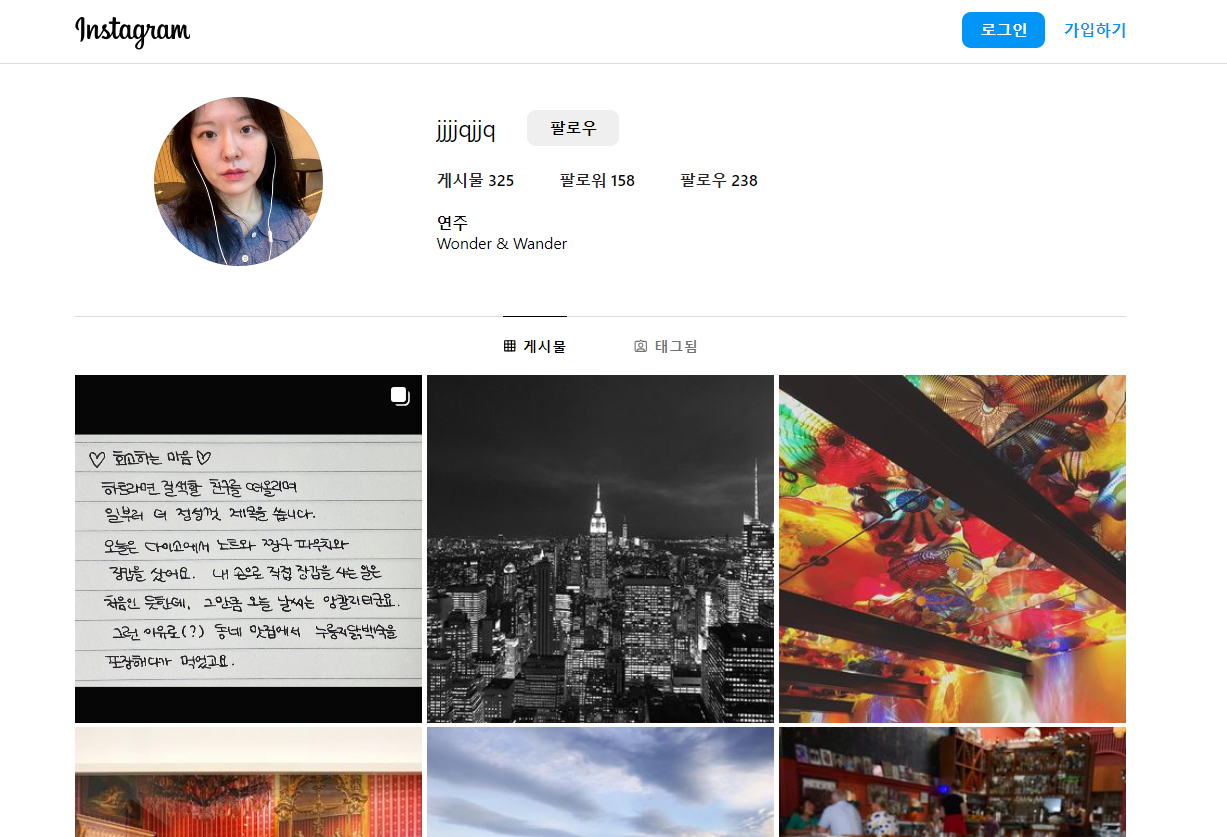 Instagram
로그인
가입하기
jjjjqjjq
팔로우
게시물 325
팔로워 158
팔로우 238
연주
Wonder & Wander
게시물
태그됨
♡ 회고하는 마음 ♡
하트라면 질색할 친구를 떠올리며
일부러 더 정성껏 제목을 씁니다.
오늘은 다이소에서 노트와 짱구 파우치와
장갑을 샀어요. 내 손으로 직접 장갑을 사는 일은
처음인 듯한데, 그만큼 오늘 날씨는 앙칼지더군요.
그런 이유로(?) 동네 맛집에서 누룽지닭백숙을
포장해다가 먹었고요.